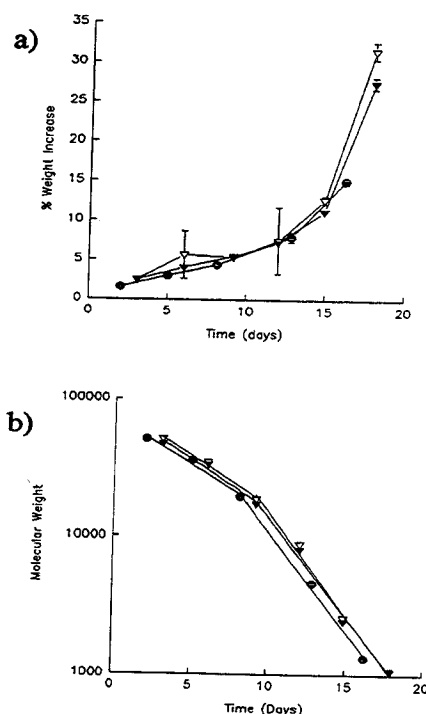 a)
35
30
25
20
15
10
5
0
% Weight Increase
0 5 10 15 20
Time (days)
b)
100000
10000
1000
Molecular Weight
0 5 10 15 20
Time (Days)